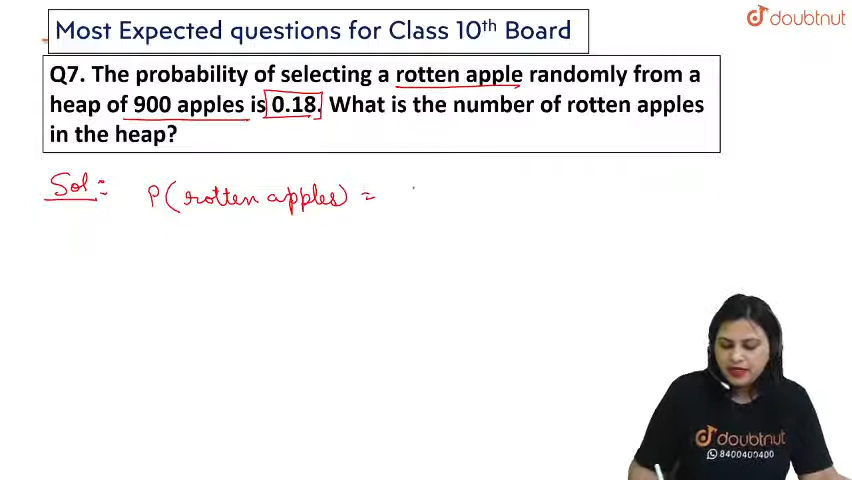 doubtnut
Most Expected questions for Class 10th Board
Q7. The probability of selecting a rotten apple randomly from a
heap of 900 apples is 0.18. What is the number of rotten apples
in the heap?
Sol:
P(rotten apples) =
doubtnut
8400400400